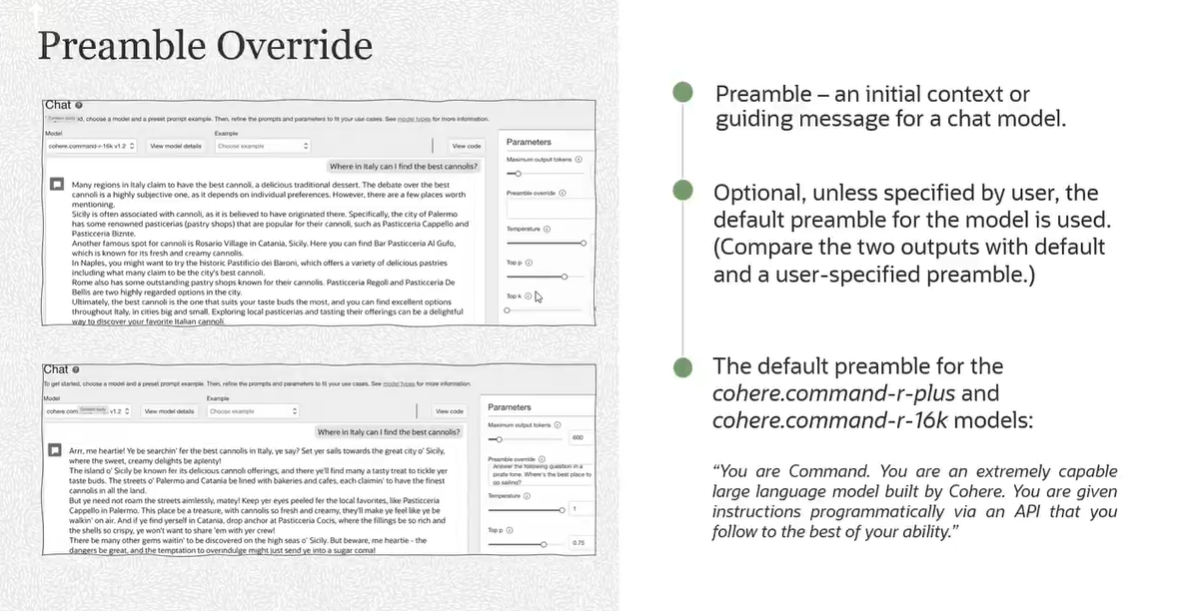 Preamble Override
Chat
id, choose a model and a preset prompt example. Then, refine the prompts and parameters to fit your use cases. See model types for more information.
Model
Example
cohere.command-r-16k v1.2
View model details
Choose example
View code
Where in Italy can I find the best cannolis?
Many regions in Italy claim to have the best cannoli, a delicious traditional dessert. The debate over the best
cannoli is a highly subjective one, as it depends on individual preferences. However, there are a few places worth
mentioning.
Sicily is often associated with cannoli, as it is believed to have originated there. Specifically, the city of Palermo
has some renowned pasticcerias (pastry shops) that are popular for their cannoli, such as Pasticceria Cappello and
Pasticceria
Another famous spot for cannoli is Rosario Village in Catania, Sicily. Here you can find Bar Pasticceria Al Gufo,
which is known for its fresh and creamy cannolis.
In Naples, you might want to try the historic Pastificio dei Baroni, which offers a variety of delicious pastries
including what many claim to be the city's best cannoli.
Rome also has some outstanding pastry shops known for their cannolis. Pasticceria Regoli and Pasticceria De
Bellis are two highly regarded options in the city.
Ultimately, the best cannoli is the one that suits your taste buds the most, and you can find excellent options
throughout Italy, in cities big and small. Exploring local pasticcerias and tasting their offerings can be a delightful
way to discover your favorite Italian cannoli.
Parameters
Maximum output tokens
Preamble override
Temperature
Top p
Top k
Chat
To get started, choose a model and a preset prompt example. Then, refine the prompts and parameters to fit your use cases. See model types for more information.
Model
Example
cohere.com v1.2
View model details
Choose example
View code
Where in Italy can I find the best cannolis?
Arrr, me heartie! Ye be searchin' fer the best cannolis in Italy, ye say? Set yer sails towards the great city o' Sicily,
where the sweet, creamy delights be aplenty!
The island o' Sicily be known fer its delicious cannoli offerings, and there ye'll find many a tasty treat to tickle yer
taste buds. The streets o' Palermo and Catania be lined with bakeries and cafes, each claimin' to have the finest
cannolis in all the land.
But ye need not roam the streets aimlessly, matey! Keep yer eyes peeled fer the local favorites, like Pasticceria
Cappello in Palermo. This place be a treasure, with cannolis so fresh and creamy, they'll make ye feel like ye be
walkin' on air. And if ye find yerself in Catania, drop anchor at Pasticceria Cocis, where the fillings be so rich and
the shells so crispy, ye won't want to share 'em with yer crew!
There be many other gems waitin' to be discovered on the high seas o' Sicily. But beware, me heartie - the
dangers be great, and the temptation to overindulge might just send ye into a sugar coma!
Parameters
Maximum output tokens
600
Preamble override
Answer the following question in a
pirate tone. Where's the best place to
go sailing?
Temperature
1
Top p
0.75
Preamble – an initial context or
guiding message for a chat model.
Optional, unless specified by user, the
default preamble for the model is used.
(Compare the two outputs with default
and a user-specified preamble.)
The default preamble for the
cohere.command-r-plus and
cohere.command-r-16k models:
“You are Command. You are an extremely capable
large language model built by Cohere. You are given
instructions programmatically via an API that you
follow to the best of your ability.”